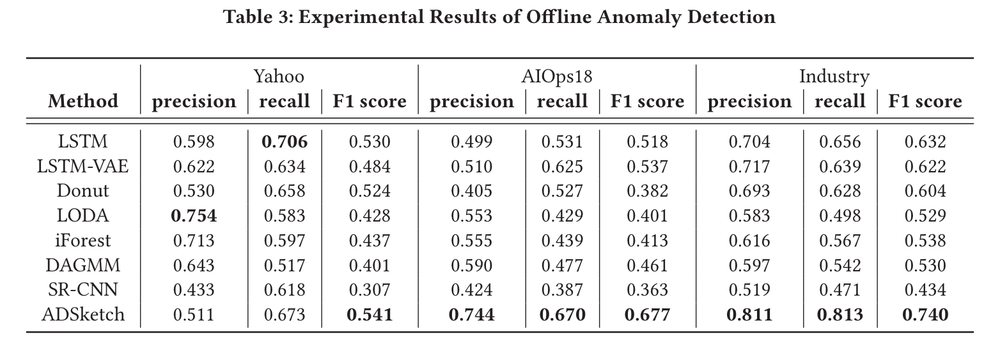 Table 3: Experimental Results of Offline Anomaly Detection
Yahoo AIOps18 Industry
Method precision recall F1 score precision recall F1 score precision recall F1 score
LSTM 0.598 0.706 0.530 0.499 0.531 0.518 0.704 0.656 0.632
LSTM-VAE 0.622 0.634 0.484 0.510 0.625 0.537 0.717 0.639 0.622
Donut 0.530 0.658 0.524 0.405 0.527 0.382 0.693 0.628 0.604
LODA 0.754 0.583 0.428 0.553 0.429 0.401 0.583 0.498 0.529
iForest 0.713 0.597 0.437 0.555 0.439 0.413 0.616 0.567 0.538
DAGMM 0.643 0.517 0.401 0.590 0.477 0.461 0.597 0.542 0.530
SR-CNN 0.433 0.618 0.307 0.424 0.387 0.363 0.519 0.471 0.434
ADSketch 0.511 0.673 0.541 0.744 0.670 0.677 0.811 0.813 0.740